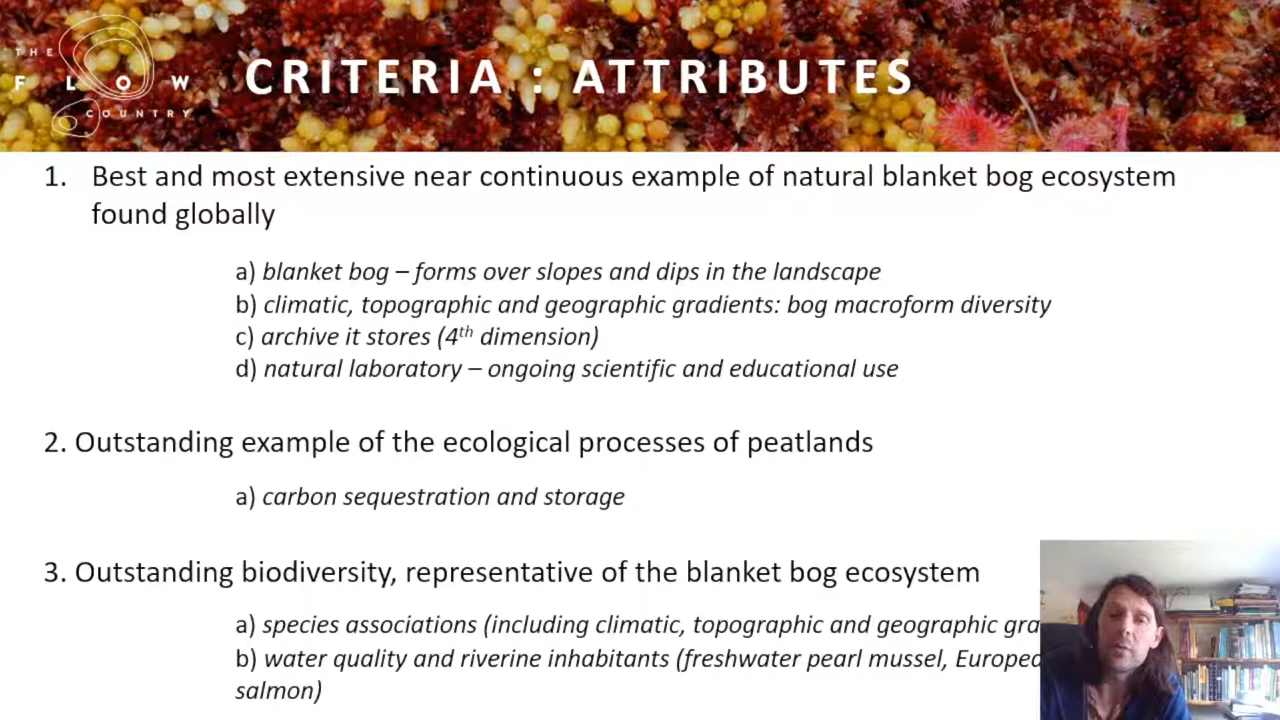 THE
FLOW
COUNTRY
CRITERIA : ATTRIBUTES
1. Best and most extensive near continuous example of natural blanket bog ecosystem
found globally
a) blanket bog – forms over slopes and dips in the landscape
b) climatic, topographic and geographic gradients: bog macroform diversity
c) archive it stores (4th dimension)
d) natural laboratory – ongoing scientific and educational use
2. Outstanding example of the ecological processes of peatlands
a) carbon sequestration and storage
3. Outstanding biodiversity, representative of the blanket bog ecosystem
a) species associations (including climatic, topographic and geographic
b) water quality and riverine inhabitants (freshwater pearl mussel,
salmon)